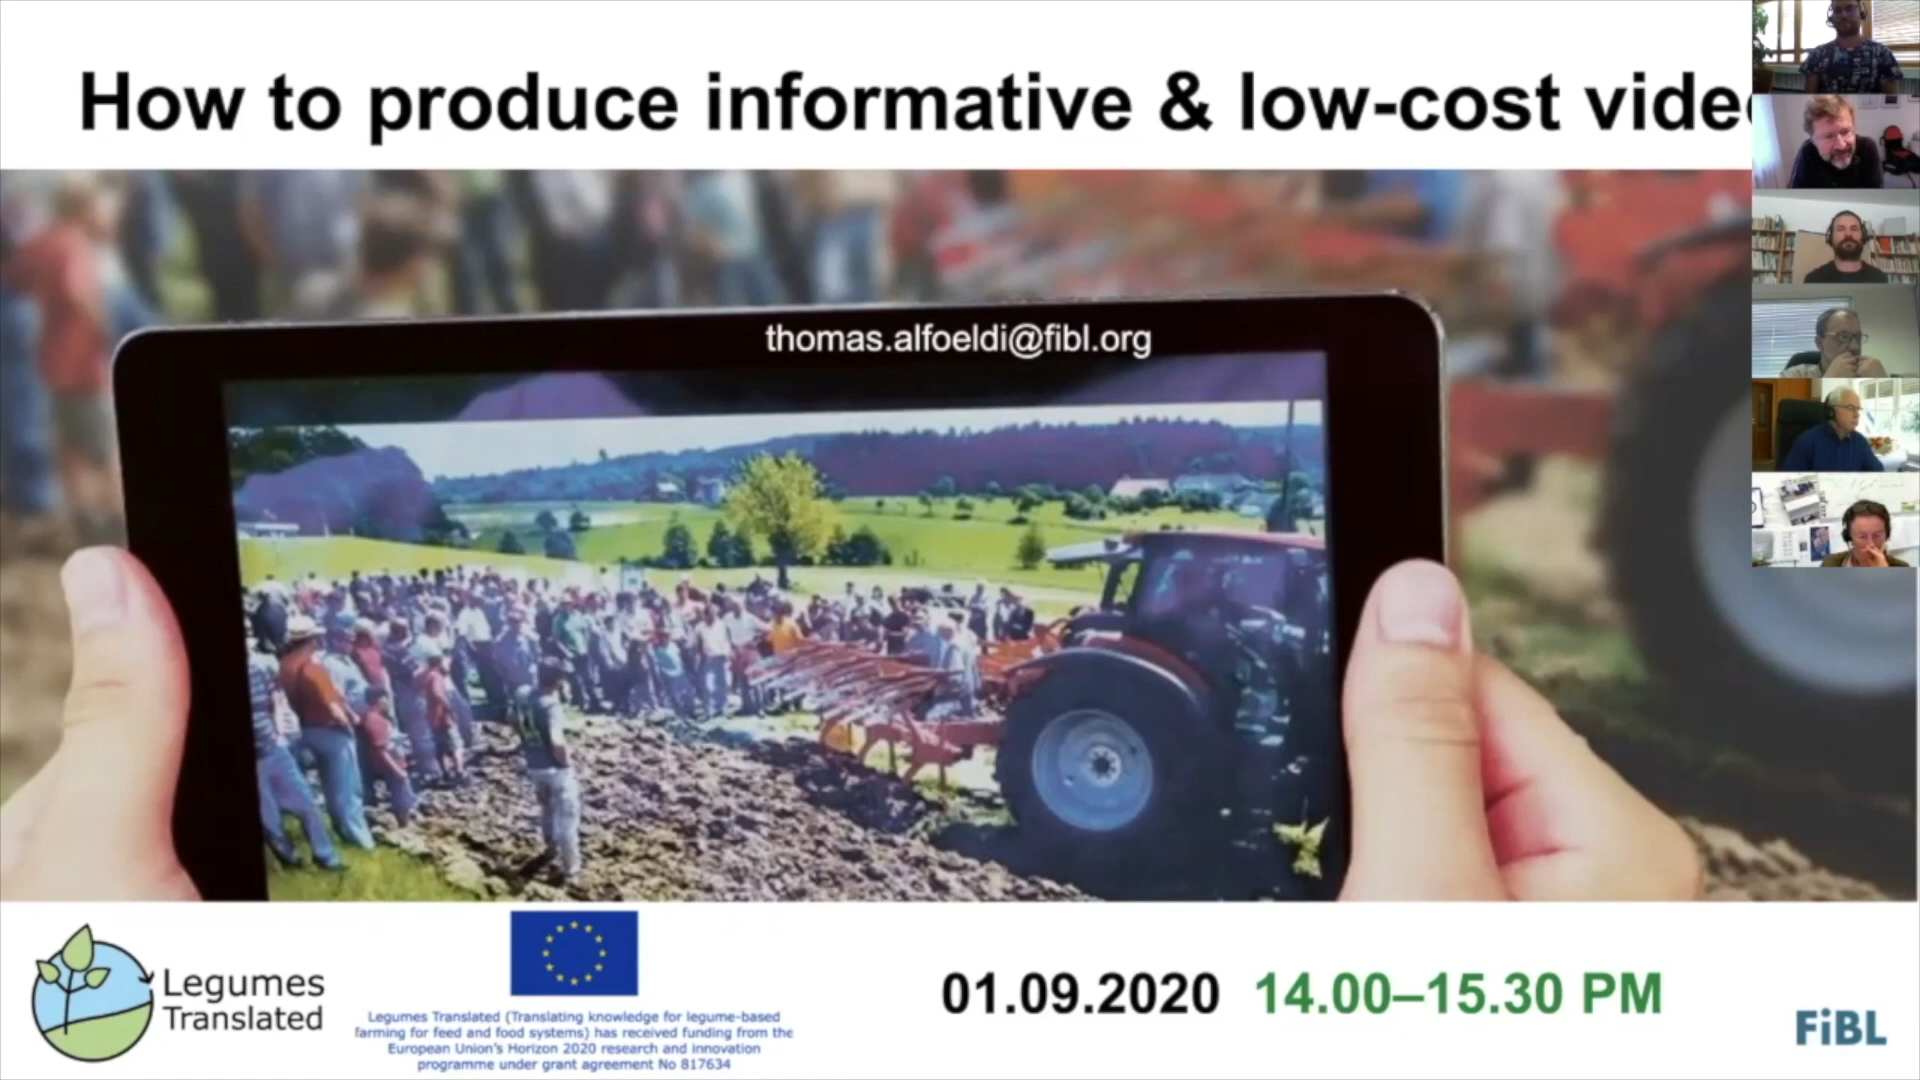 How to produce informative & low-cost vide
thomas.alfoeldi@fibl.org
Legumes
Translated
Legumes Translated (Translating knowledge for legume-based
farming for feed and food systems) has received funding from the
European Union's Horizon 2020 research and innovation
programme under grant agreement No 817634
01.09.2020 14.00–15.30 PM
FiBL